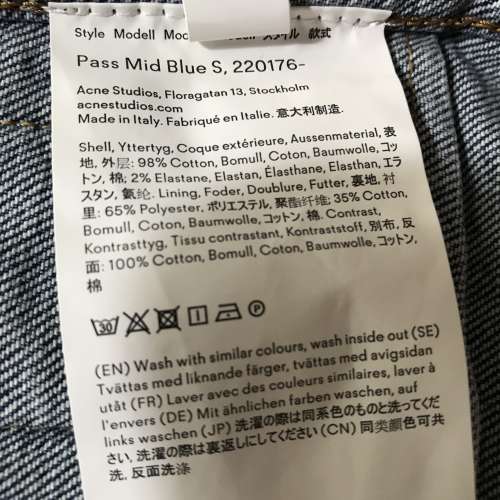 Style Modell Mo スタイル 款式
Pass Mid Blue S, 220176-
Acne Studios, Floragatan 13, Stockholm
acnestudios.com
Made in Italy. Fabriqué en Italie. 意大利制造.
Shell, Yttertyg, Coque extérieure, Aussenmaterial, 表
地, 外层: 98% Cotton, Bomull, Coton, Baumwolle, コッ
トン, 棉; 2% Elastane, Elastan, Élasthane, Elasthan, エラ
スタン, 氨纶. Lining, Foder, Doublure, Futter, 裏地, 衬
里: 65% Polyester, ポリエステル, 聚酯纤维; 35% Cotton,
Bomull, Coton, Baumwolle, コットン, 棉. Contrast,
Kontrasttyg, Tissu contrastant, Kontraststoff, 別布, 反
面: 100% Cotton, Bomull, Coton, Baumwolle, コットン,
棉
30 P
(EN) Wash with similar colours, wash inside out (SE)
Tvättas med liknande färger, tvättas med avigsidan
utåt (FR) Laver avec des couleurs similaires, laver à
l'envers (DE) Mit ähnlichen farben waschen, auf
links waschen (JP) 洗濯の際は同系色のものと洗ってくだ
さい, 洗濯の際は裏返しにしてください (CN) 同类颜色可共
洗, 反面洗涤